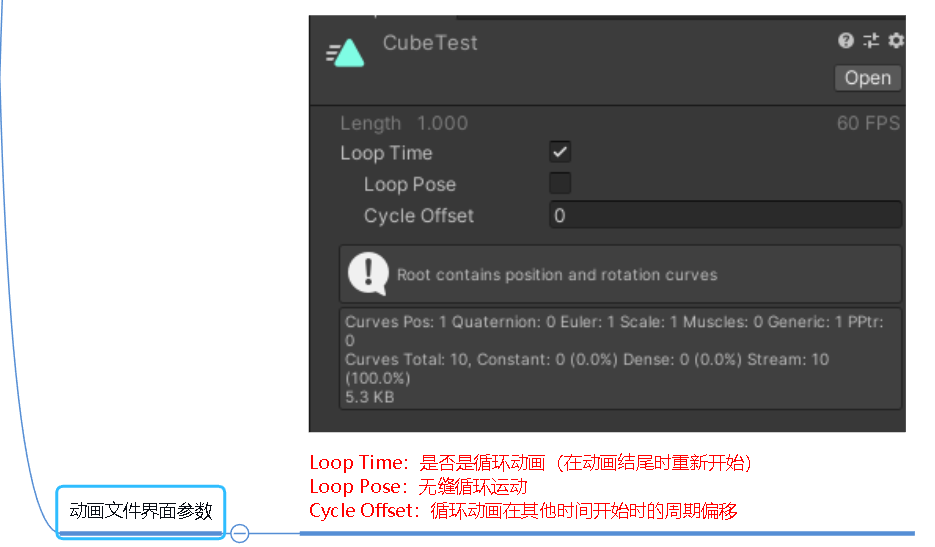 CubeTest
Open
Length 1.000
60 FPS
Loop Time
Loop Pose
Cycle Offset
0
Root contains position and rotation curves
Curves Pos: 1 Quaternion: 0 Euler: 1 Scale: 1 Muscles: 0 Generic: 1 PPtr:
0
Curves Total: 10, Constant: 0 (0.0%) Dense: 0 (0.0%) Stream: 10
(100.0%)
5.3 KB
Loop Time：是否是循环动画（在动画结尾时重新开始）
Loop Pose：无缝循环运动
Cycle Offset：循环动画在其他时间开始时的周期偏移
动画文件界面参数